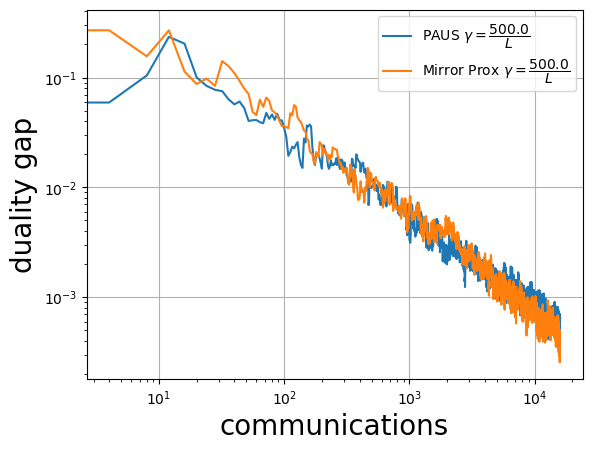 PAUS γ = 500.0/L
Mirror Prox γ = 500.0/L
duality gap
10⁻¹
10⁻²
10⁻³
10¹ 10² 10³ 10⁴
communications